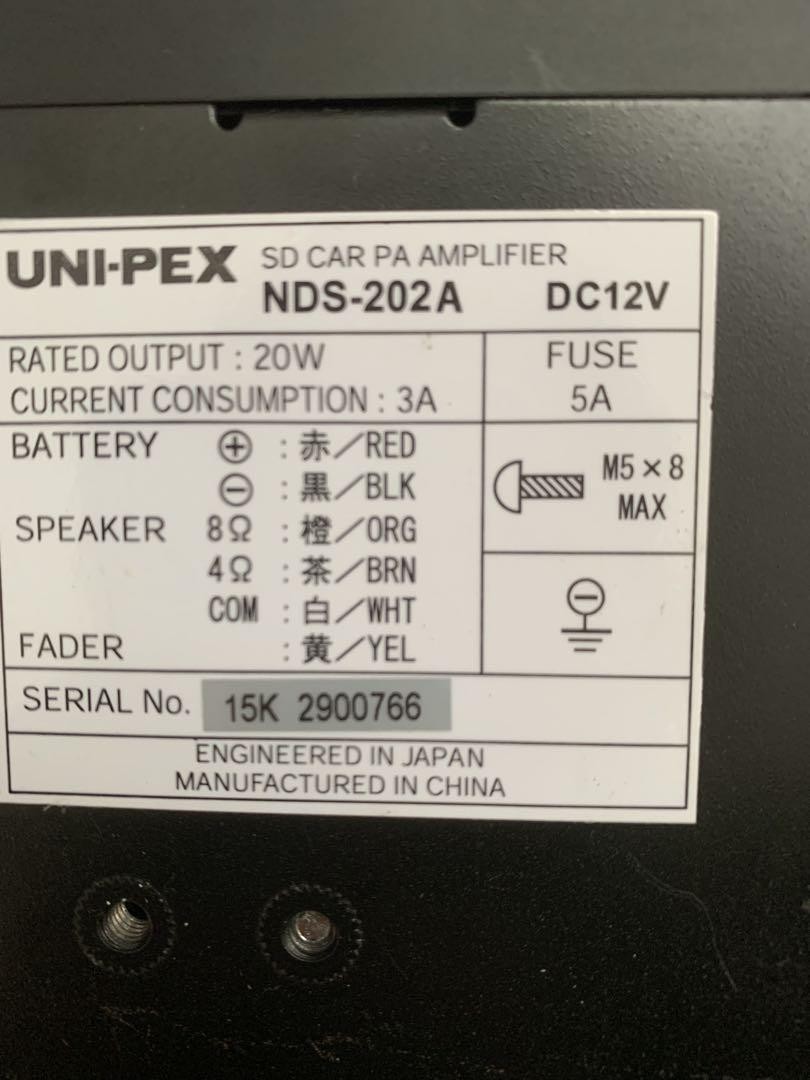 UNI-PEX SD CAR PA AMPLIFIER
NDS-202A DC12V
RATED OUTPUT : 20W
CURRENT CONSUMPTION : 3A
FUSE
5A
BATTERY ⊕ : 赤/RED
⊖ : 黒/BLK
SPEAKER 8Ω : 橙/ORG
4Ω : 茶/BRN
COM : 白/WHT
FADER : 黄/YEL
M5×8
MAX
SERIAL No. 15K 2900766
ENGINEERED IN JAPAN
MANUFACTURED IN CHINA